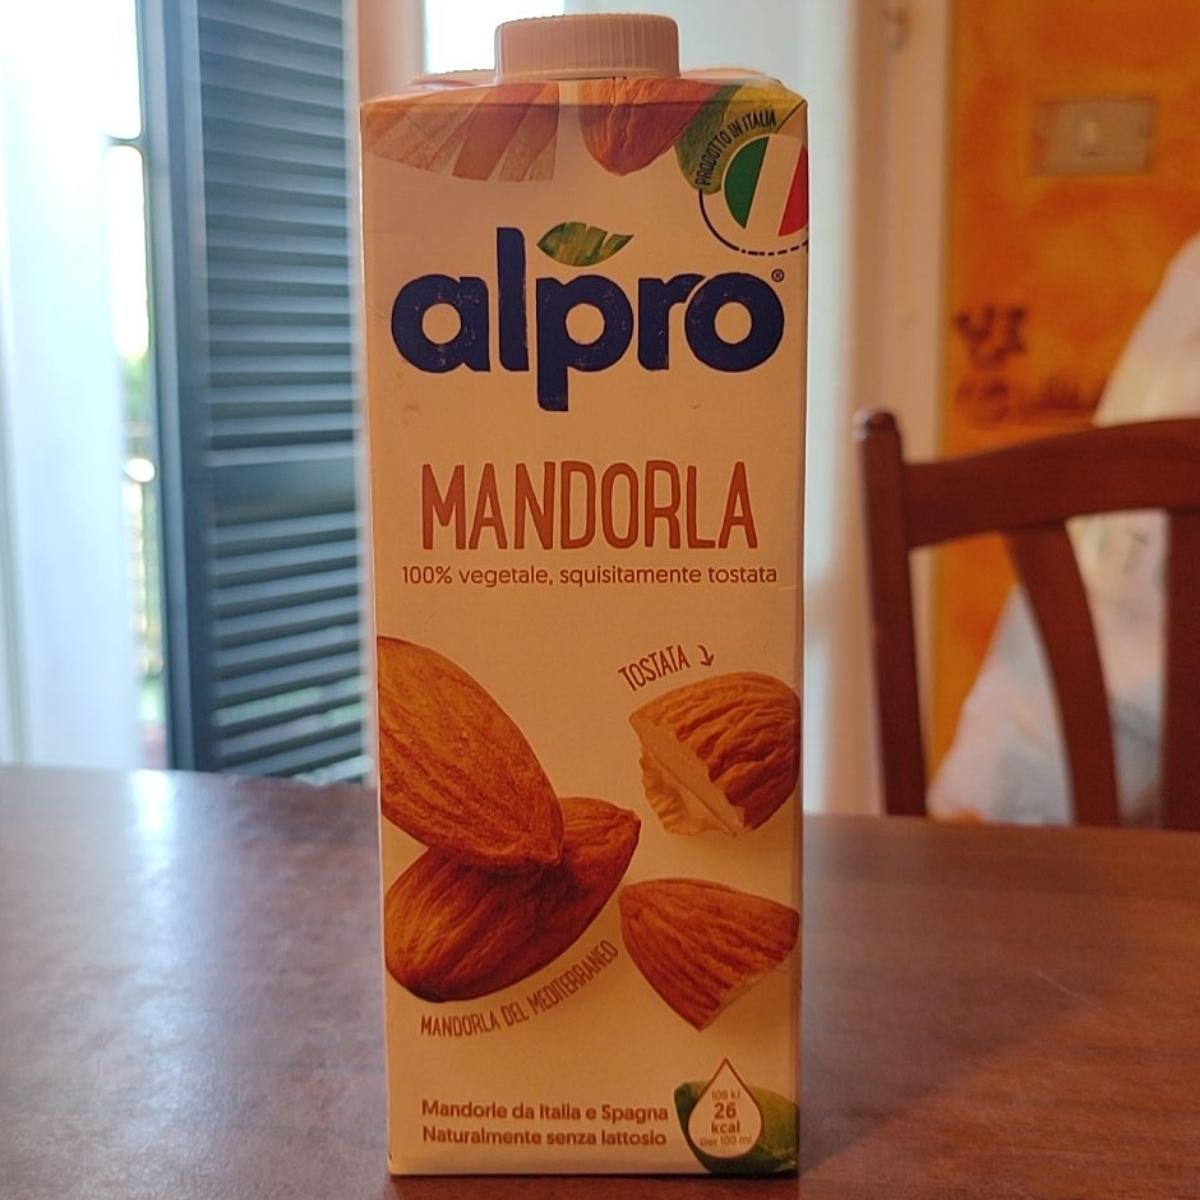 PRODOTTO IN ITALIA
alpro®
MANDORLA
100% vegetale, squisitamente tostata
TOSTATA
MANDORLA DEL MEDITERRANEO
Mandorle da Italia e Spagna
Naturalmente senza lattosio
108 kJ
26
kcal
per 100 ml